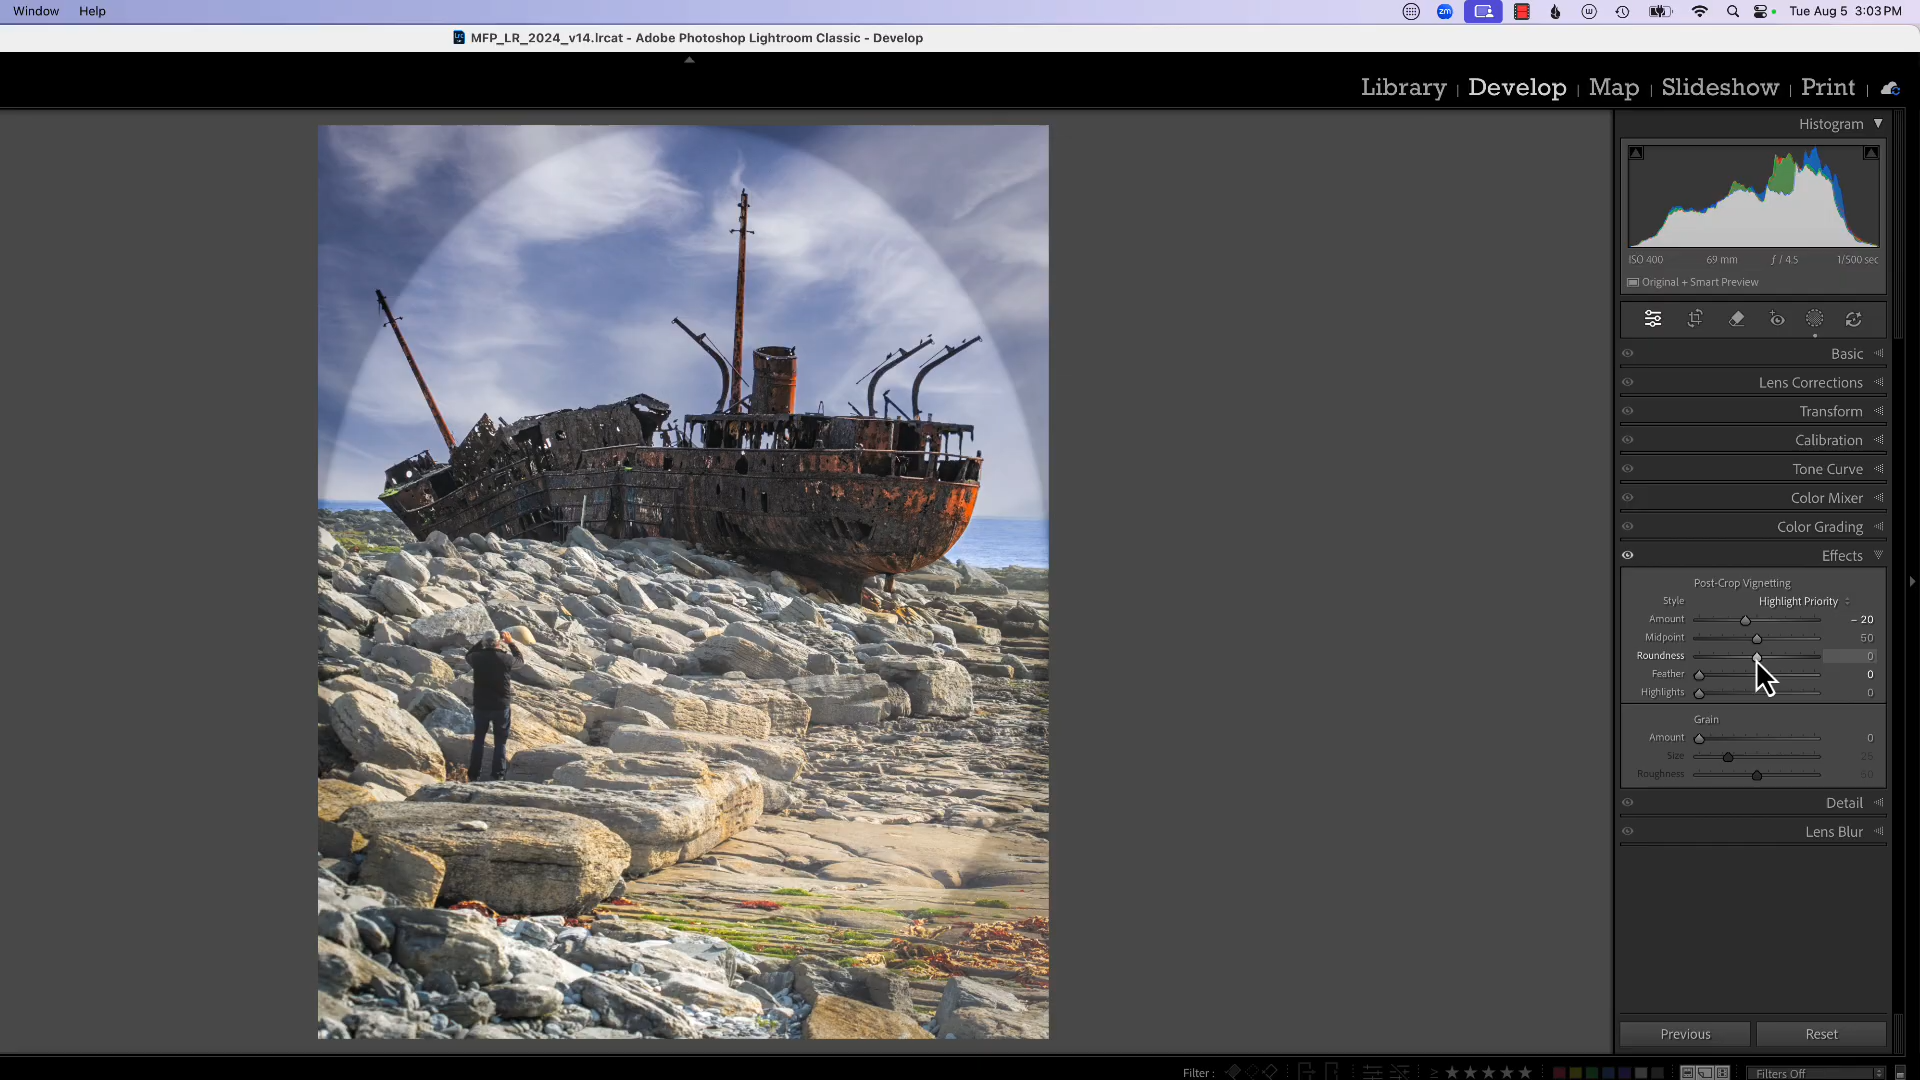 Window Help
Tue Aug 5 3:03 PM
MFP_LR_2024_v14.lrcat - Adobe Photoshop Lightroom Classic - Develop
Library | Develop | Map | Slideshow | Print |
Histogram
ISO 400 69 mm ƒ / 4.5 1/500 sec
Original + Smart Preview
Basic
Lens Corrections
Transform
Calibration
Tone Curve
Color Mixer
Color Grading
Effects
Post-Crop Vignetting
Style Highlight Priority
Amount – 20
Midpoint 50
Roundness 0
Feather 0
Highlights 0
Grain
Amount 0
Size 25
Roughness 50
Detail
Lens Blur
Previous Reset
Filter : ≥ Filters Off